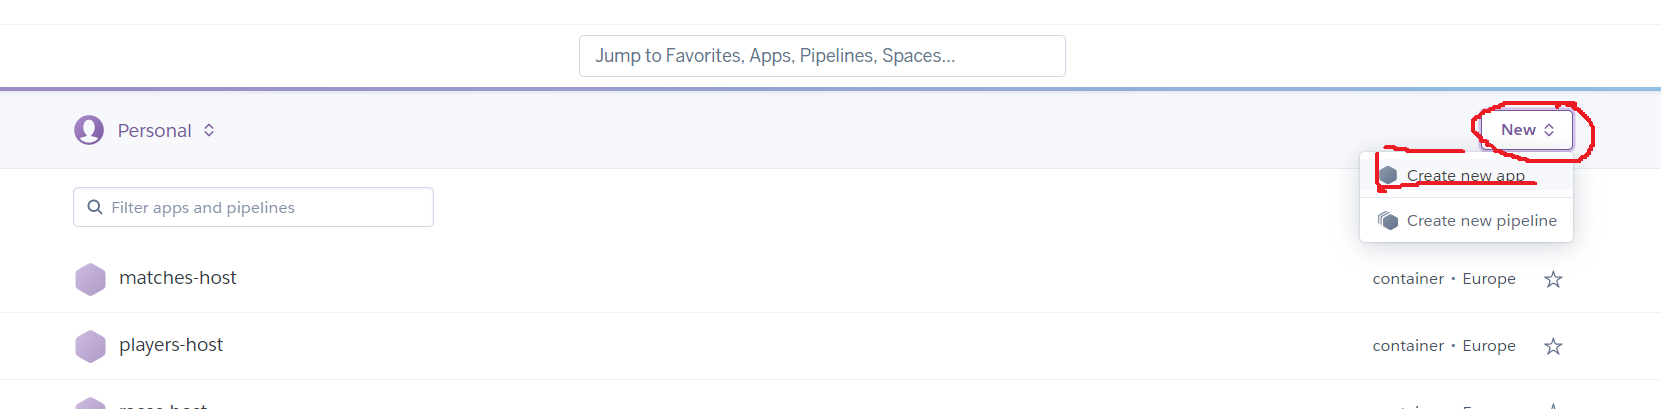 Jump to Favorites, Apps, Pipelines, Spaces...
Personal
New
Create new app
Filter apps and pipelines
Create new pipeline
matches-host
container · Europe
players-host
container · Europe